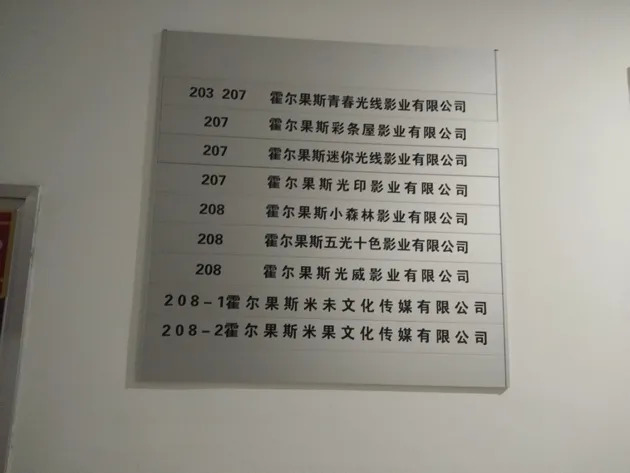 203 207 霍尔果斯青春光线影业有限公司
207 霍尔果斯彩条屋影业有限公司
207 霍尔果斯迷你光线影业有限公司
207 霍尔果斯光印影业有限公司
208 霍尔果斯小森林影业有限公司
208 霍尔果斯五光十色影业有限公司
208 霍尔果斯光威影业有限公司
208-1霍尔果斯米未文化传媒有限公司
208-2霍尔果斯米果文化传媒有限公司